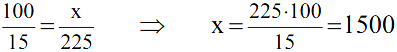 100/15 = x/225 ⇒ x = 225·100/15 = 1500